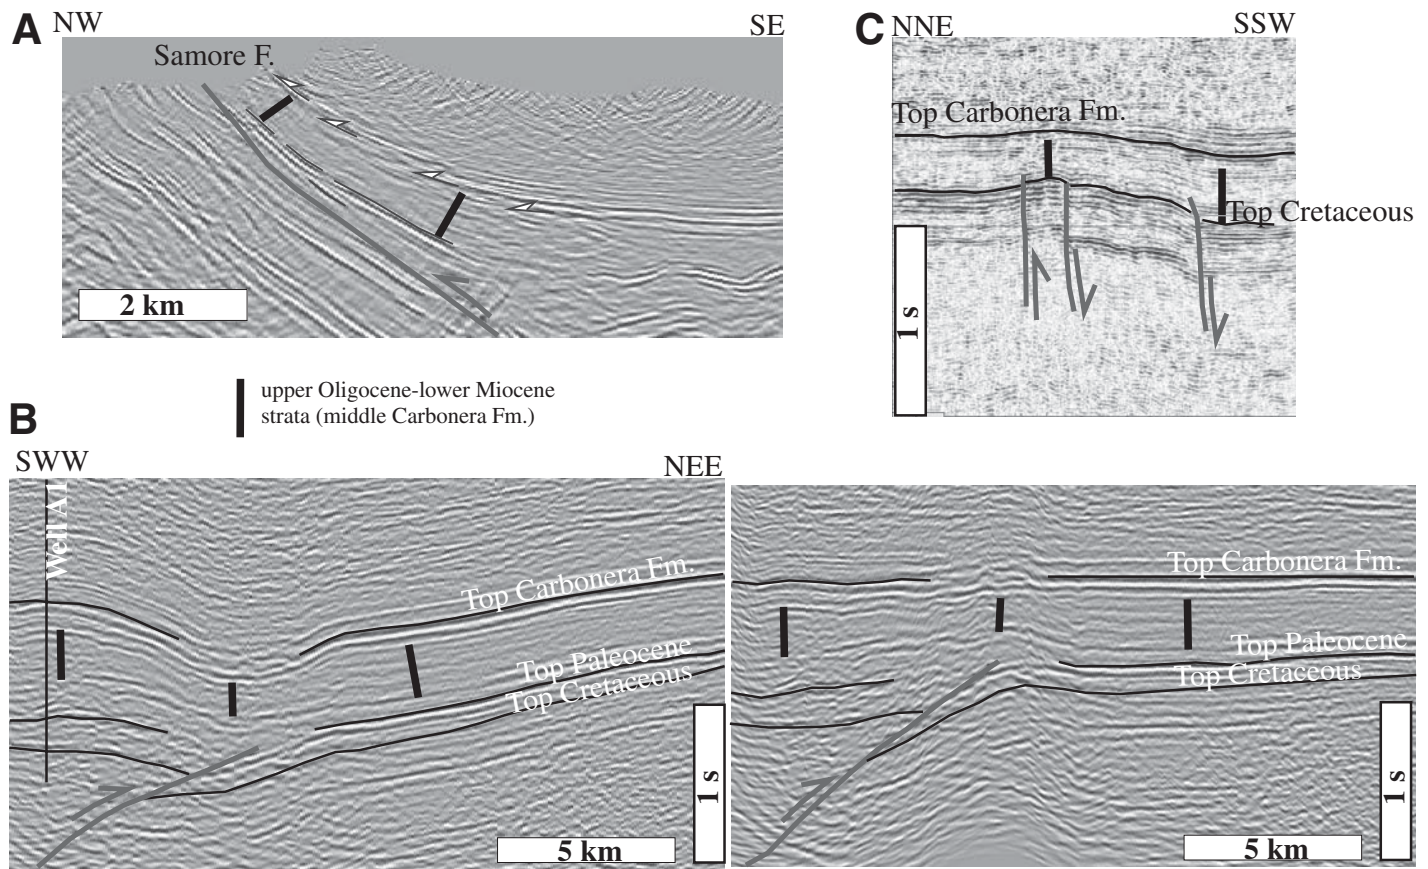 A
NW
SE
Samore F.
2 km
C
NNE
SSW
Top Carbonera Fm.
Top Cretaceous
1 s
upper Oligocene-lower Miocene
strata (middle Carbonera Fm.)
B
SWW
NEE
Top Carbonera Fm.
Top Paleocene
Top Cretaceous
1 s
5 km
Top Carbonera Fm.
Top Paleocene
Top Cretaceous
1 s
5 km